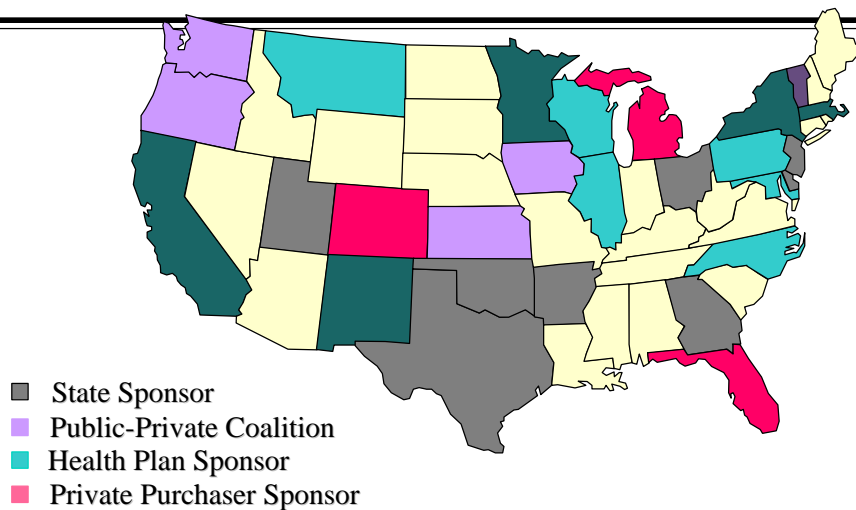 State Sponsor
Public-Private Coalition
Health Plan Sponsor
Private Purchaser Sponsor